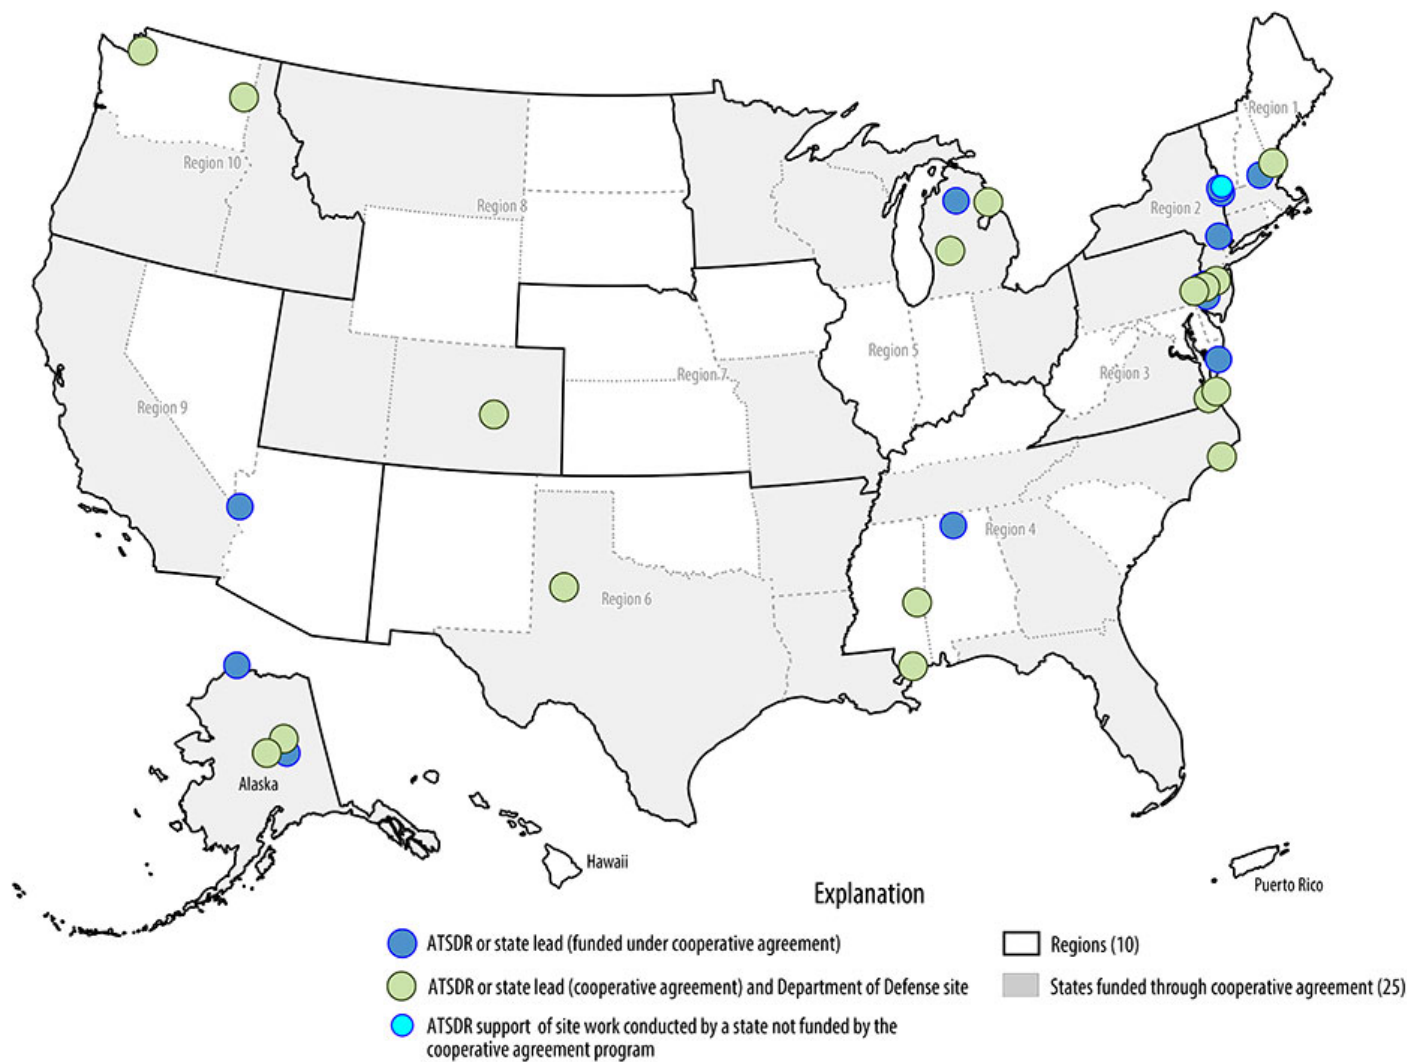 Region 1
Region 10
Region 8
Region 2
Region 5
Region 7
Region 3
Region 9
Region 4
Region 6
Alaska
Hawaii
Puerto Rico
Explanation
ATSDR or state lead (funded under cooperative agreement)
ATSDR or state lead (cooperative agreement) and Department of Defense site
ATSDR support of site work conducted by a state not funded by the
cooperative agreement program
Regions (10)
States funded through cooperative agreement (25)